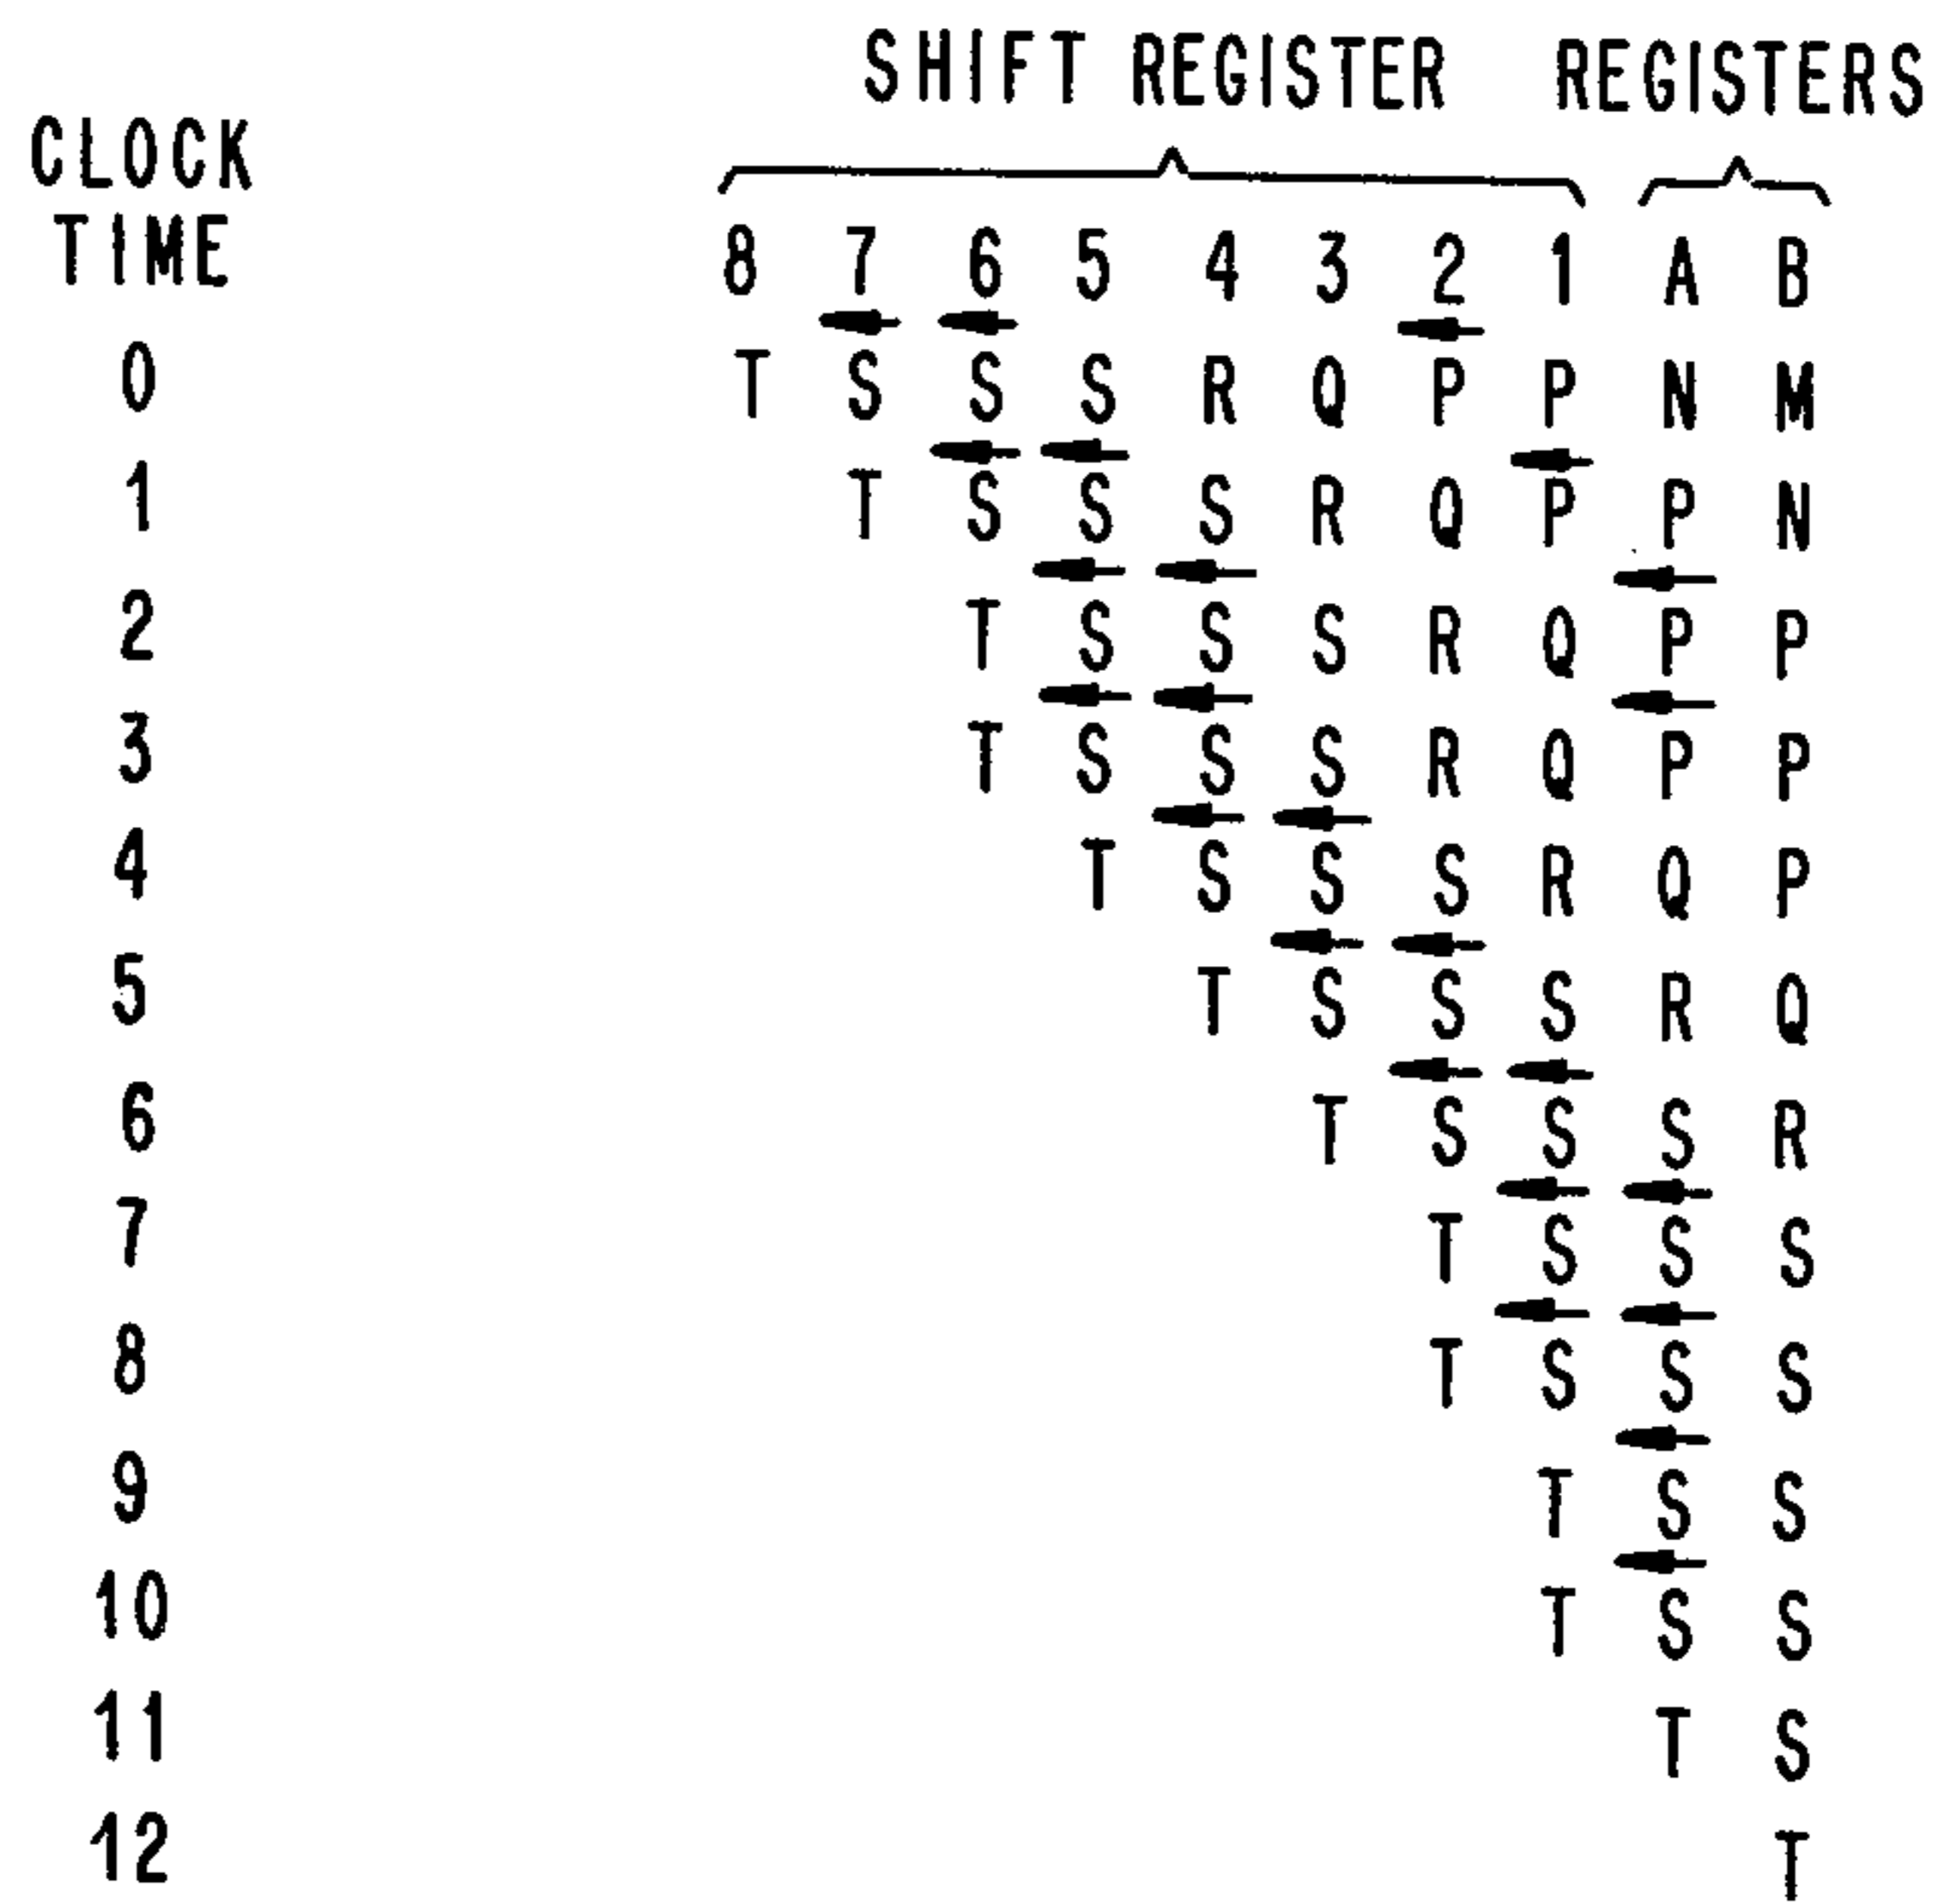 SHIFT REGISTER REGISTERS
CLOCK
TIME
8 7 6 5 4 3 2 1 A B
0 T S S S R Q P P N M
1 T S S S R Q P P N
2 T S S S R Q P P
3 T S S S R Q P P
4 T S S S R Q P
5 T S S S R Q
6 T S S S R
7 T S S S
8 T S S S
9 T S S
10 T S S
11 T S
12 T